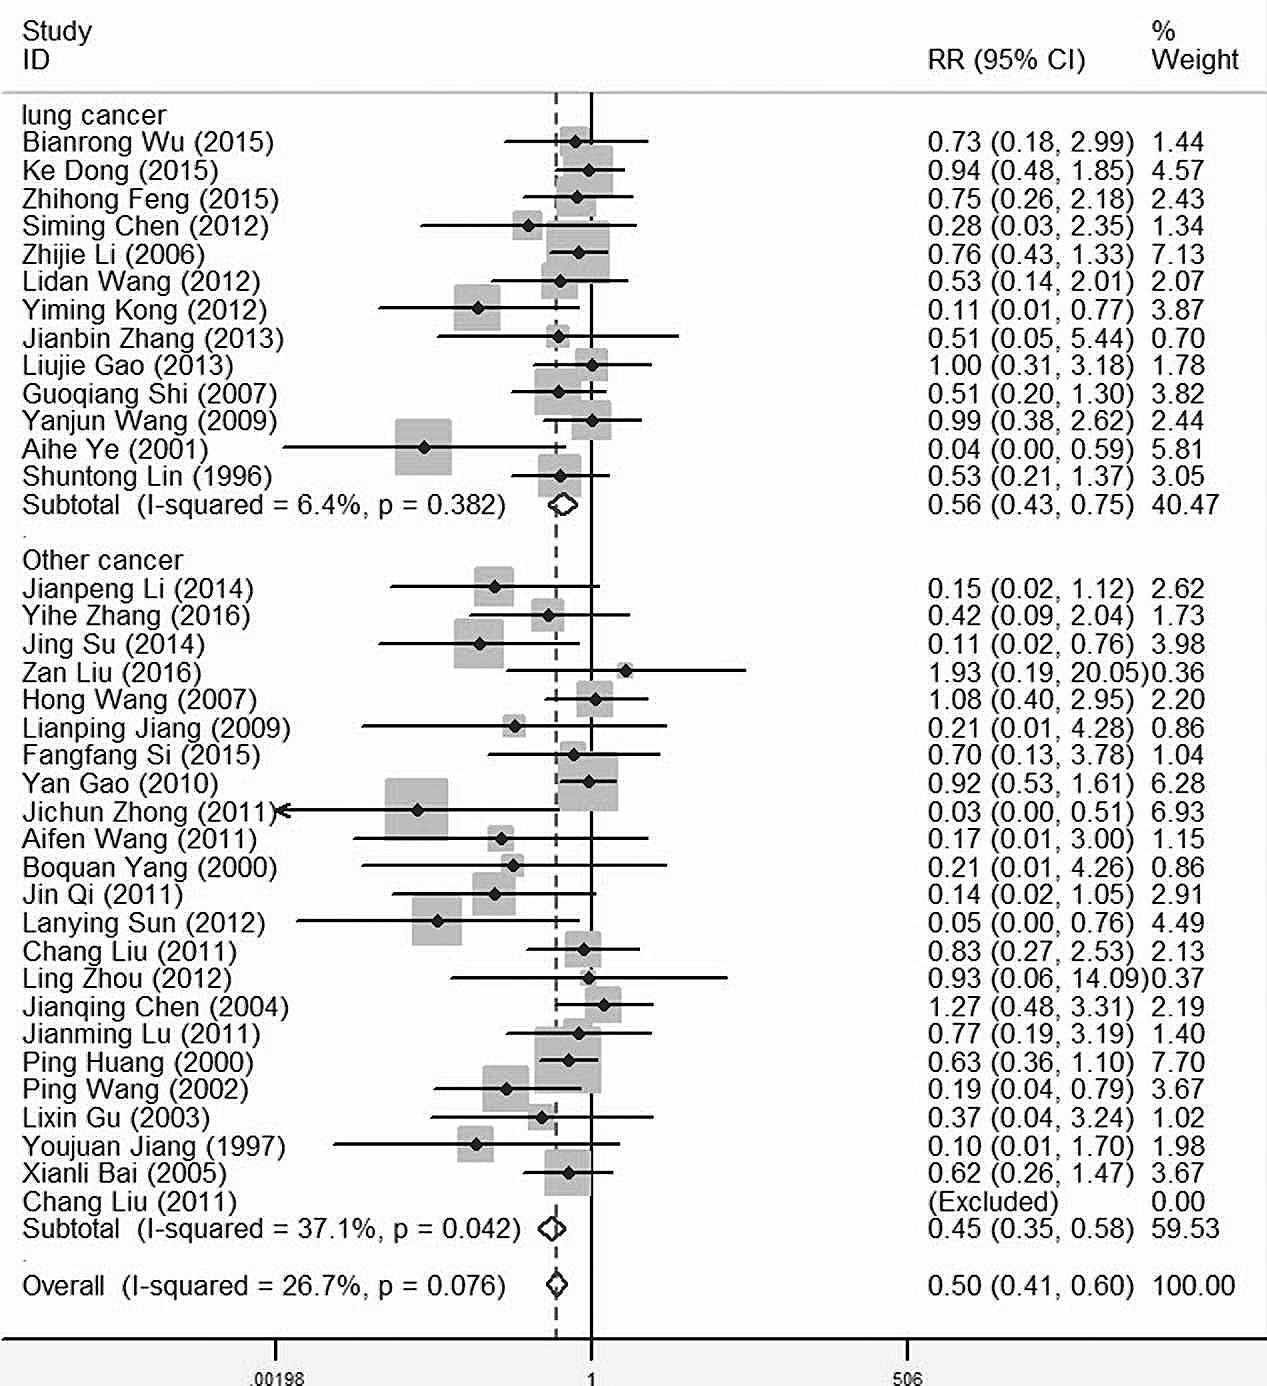 Study %
ID RR (95% CI) Weight
lung cancer
Bianrong Wu (2015) 0.73 (0.18, 2.99) 1.44
Ke Dong (2015) 0.94 (0.48, 1.85) 4.57
Zhihong Feng (2015) 0.75 (0.26, 2.18) 2.43
Siming Chen (2012) 0.28 (0.03, 2.35) 1.34
Zhijie Li (2006) 0.76 (0.43, 1.33) 7.13
Lidan Wang (2012) 0.53 (0.14, 2.01) 2.07
Yiming Kong (2012) 0.11 (0.01, 0.77) 3.87
Jianbin Zhang (2013) 0.51 (0.05, 5.44) 0.70
Liujie Gao (2013) 1.00 (0.31, 3.18) 1.78
Guoqiang Shi (2007) 0.51 (0.20, 1.30) 3.82
Yanjun Wang (2009) 0.99 (0.38, 2.62) 2.44
Aihe Ye (2001) 0.04 (0.00, 0.59) 5.81
Shuntong Lin (1996) 0.53 (0.21, 1.37) 3.05
Subtotal (I-squared = 6.4%, p = 0.382) 0.56 (0.43, 0.75) 40.47
.
Other cancer
Jianpeng Li (2014) 0.15 (0.02, 1.12) 2.62
Yihe Zhang (2016) 0.42 (0.09, 2.04) 1.73
Jing Su (2014) 0.11 (0.02, 0.76) 3.98
Zan Liu (2016) 1.93 (0.19, 20.05) 0.36
Hong Wang (2007) 1.08 (0.40, 2.95) 2.20
Lianping Jiang (2009) 0.21 (0.01, 4.28) 0.86
Fangfang Si (2015) 0.70 (0.13, 3.78) 1.04
Yan Gao (2010) 0.92 (0.53, 1.61) 6.28
Jichun Zhong (2011) 0.03 (0.00, 0.51) 6.93
Aifen Wang (2011) 0.17 (0.01, 3.00) 1.15
Boquan Yang (2000) 0.21 (0.01, 4.26) 0.86
Jin Qi (2011) 0.14 (0.02, 1.05) 2.91
Lanying Sun (2012) 0.05 (0.00, 0.76) 4.49
Chang Liu (2011) 0.83 (0.27, 2.53) 2.13
Ling Zhou (2012) 0.93 (0.06, 14.09) 0.37
Jianqing Chen (2004) 1.27 (0.48, 3.31) 2.19
Jianming Lu (2011) 0.77 (0.19, 3.19) 1.40
Ping Huang (2000) 0.63 (0.36, 1.10) 7.70
Ping Wang (2002) 0.19 (0.04, 0.79) 3.67
Lixin Gu (2003) 0.37 (0.04, 3.24) 1.02
Youjuan Jiang (1997) 0.10 (0.01, 1.70) 1.98
Xianli Bai (2005) 0.62 (0.26, 1.47) 3.67
Chang Liu (2011) (Excluded) 0.00
Subtotal (I-squared = 37.1%, p = 0.042) 0.45 (0.35, 0.58) 59.53
.
Overall (I-squared = 26.7%, p = 0.076) 0.50 (0.41, 0.60) 100.00
.00198 1 506